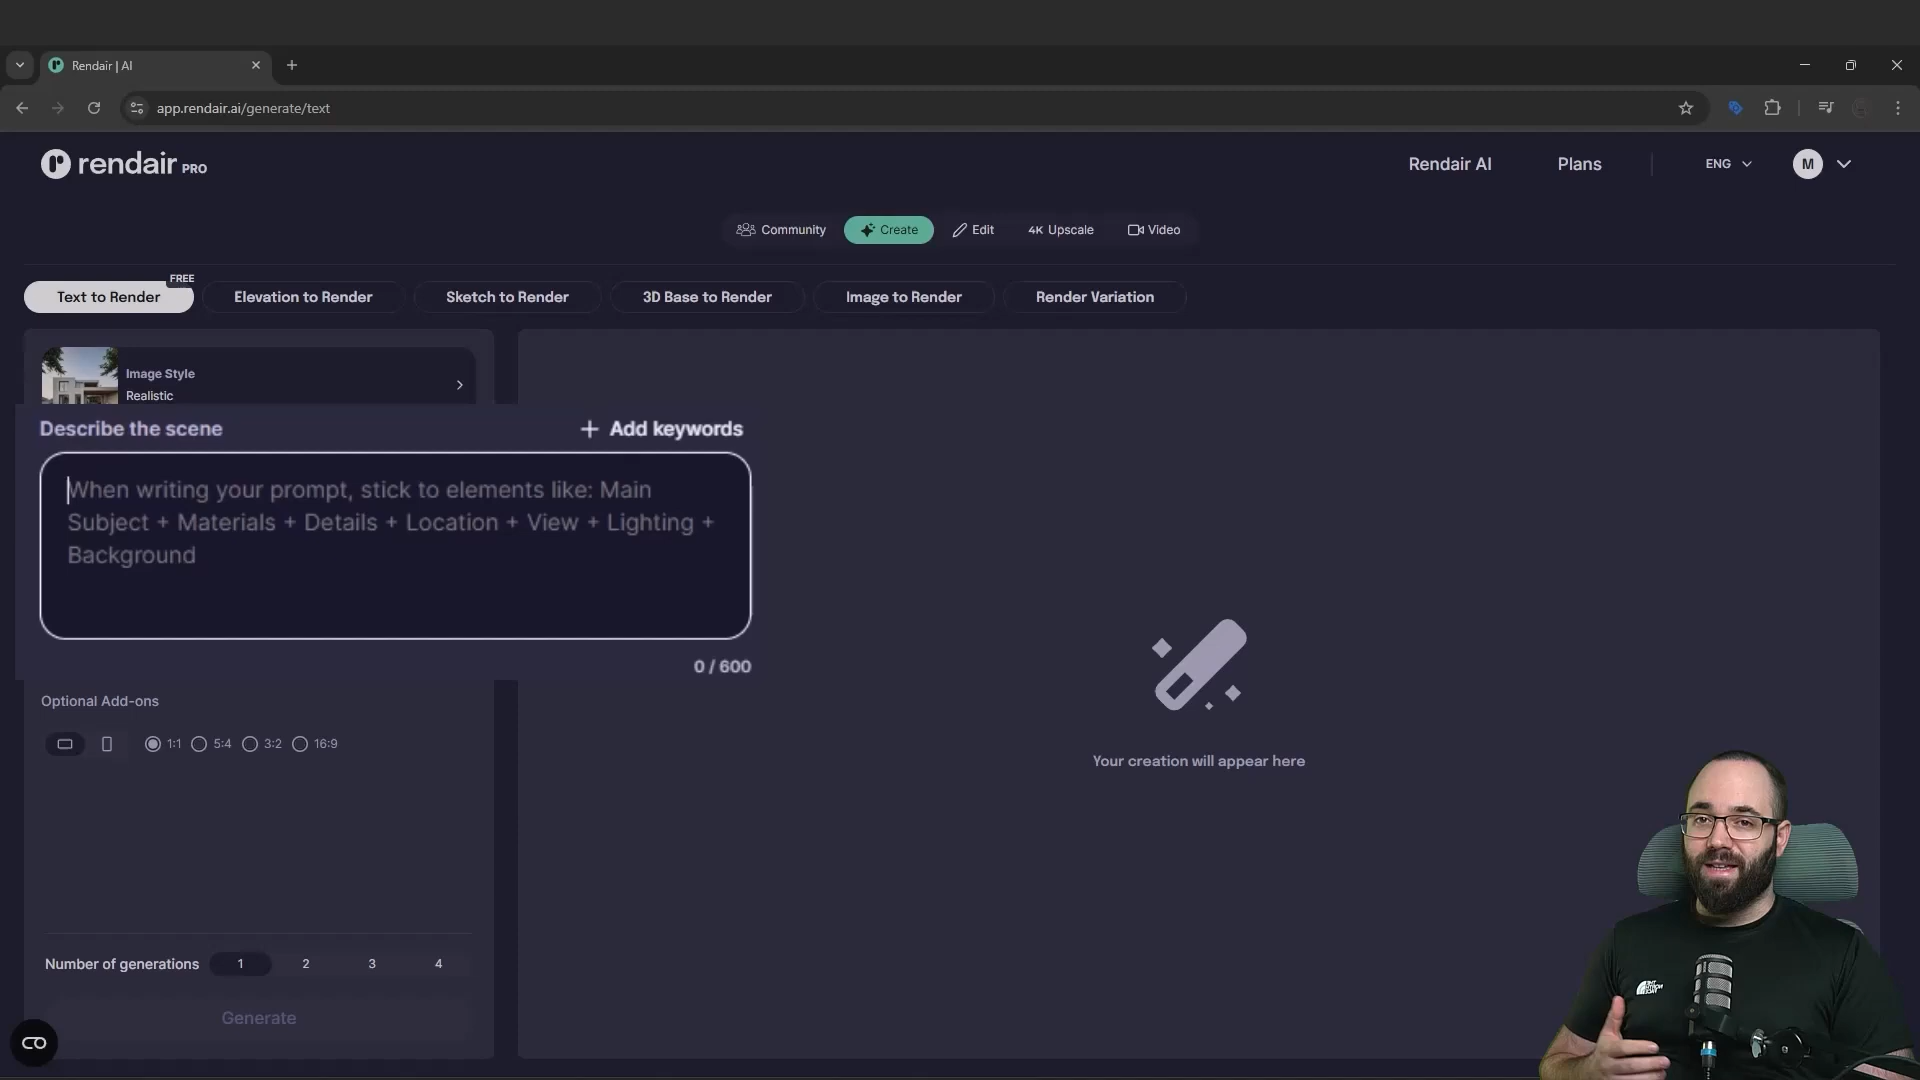 Rendair | AI
app.rendair.ai/generate/text
rendair PRO
Rendair AI
Plans
ENG
M
Community
Create
Edit
4K Upscale
Video
FREE
Text to Render
Elevation to Render
Sketch to Render
3D Base to Render
Image to Render
Render Variation
Image Style
Realistic
Describe the scene
Add keywords
When writing your prompt, stick to elements like: Main
Subject + Materials + Details + Location + View + Lighting +
Background
0 / 600
Optional Add-ons
1:1
5:4
3:2
16:9
Your creation will appear here
Number of generations
1
2
3
4
Generate